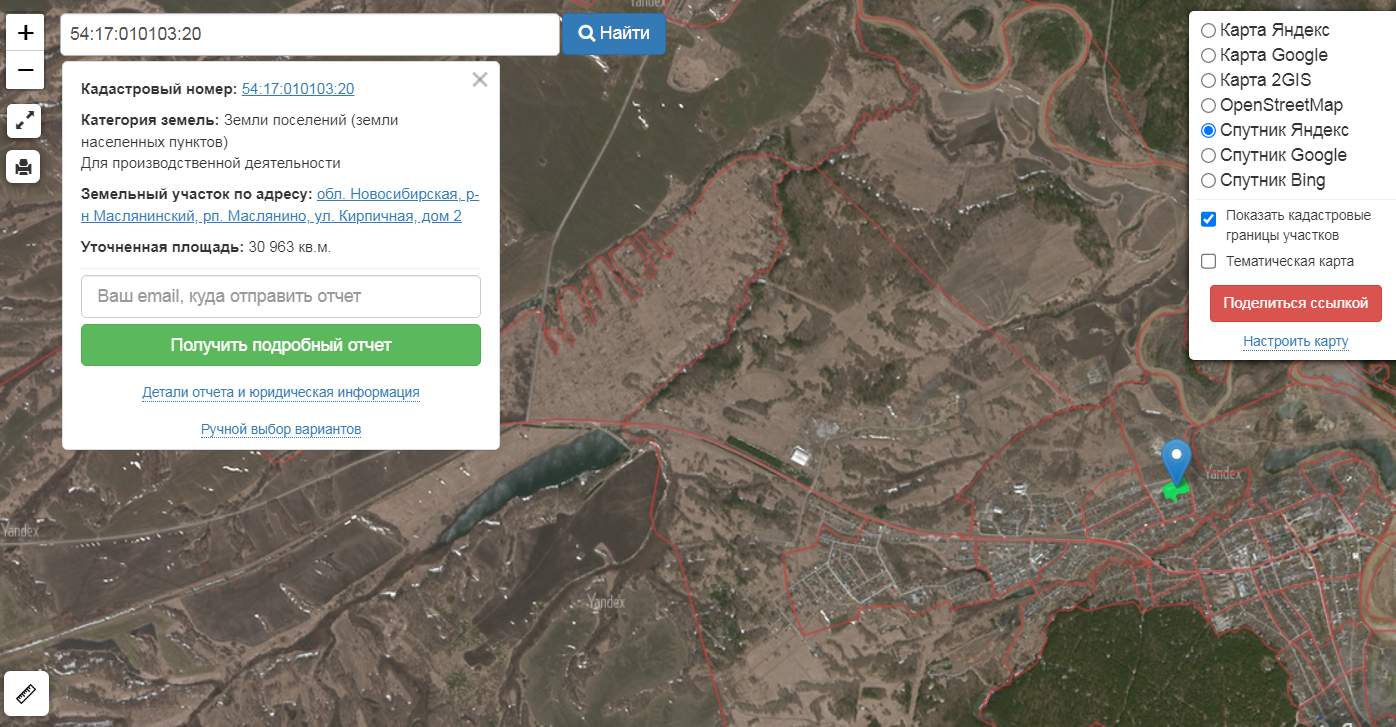 54:17:010103:20
Найти
Кадастровый номер: 54:17:010103:20
Категория земель: Земли поселений (земли
населенных пунктов)
Для производственной деятельности
Земельный участок по адресу: обл. Новосибирская, р-
н Маслянинский, рп. Маслянино, ул. Кирпичная, дом 2
Уточненная площадь: 30 963 кв.м.
Ваш email, куда отправить отчет
Получить подробный отчет
Детали отчета и юридическая информация
Ручной выбор вариантов
Карта Яндекс
Карта Google
Карта 2GIS
OpenStreetMap
Спутник Яндекс
Спутник Google
Спутник Bing
Показать кадастровые
границы участков
Тематическая карта
Поделиться ссылкой
Настроить карту
Yandex
Yandex
Yandex
Yandex